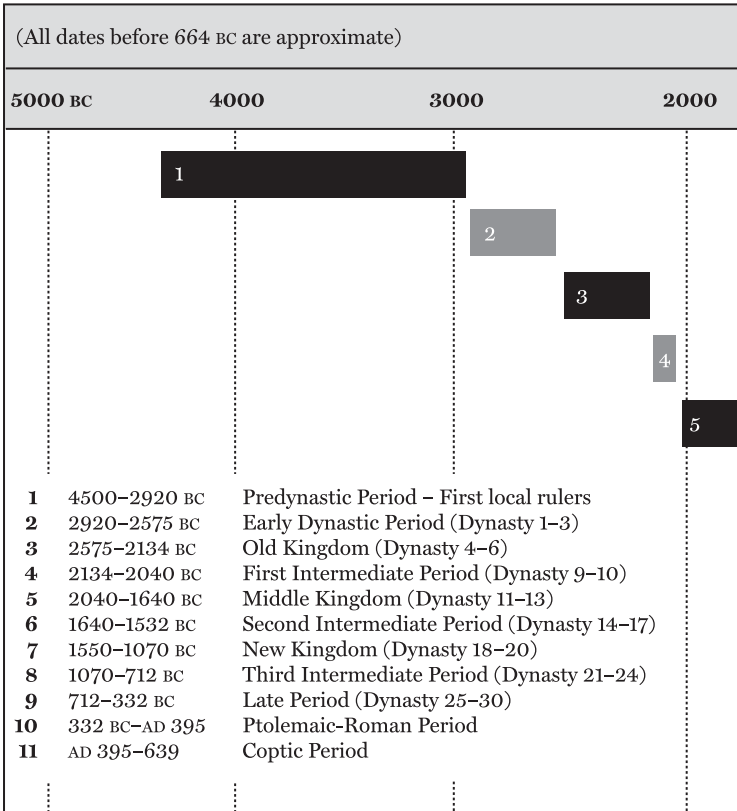 (All dates before 664 BC are approximate)
5000 BC 4000 3000 2000
1
2
3
4
5
1 4500–2920 BC Predynastic Period – First local rulers
2 2920–2575 BC Early Dynastic Period (Dynasty 1–3)
3 2575–2134 BC Old Kingdom (Dynasty 4–6)
4 2134–2040 BC First Intermediate Period (Dynasty 9–10)
5 2040–1640 BC Middle Kingdom (Dynasty 11–13)
6 1640–1532 BC Second Intermediate Period (Dynasty 14–17)
7 1550–1070 BC New Kingdom (Dynasty 18–20)
8 1070–712 BC Third Intermediate Period (Dynasty 21–24)
9 712–332 BC Late Period (Dynasty 25–30)
10 332 BC–AD 395 Ptolemaic-Roman Period
11 AD 395–639 Coptic Period